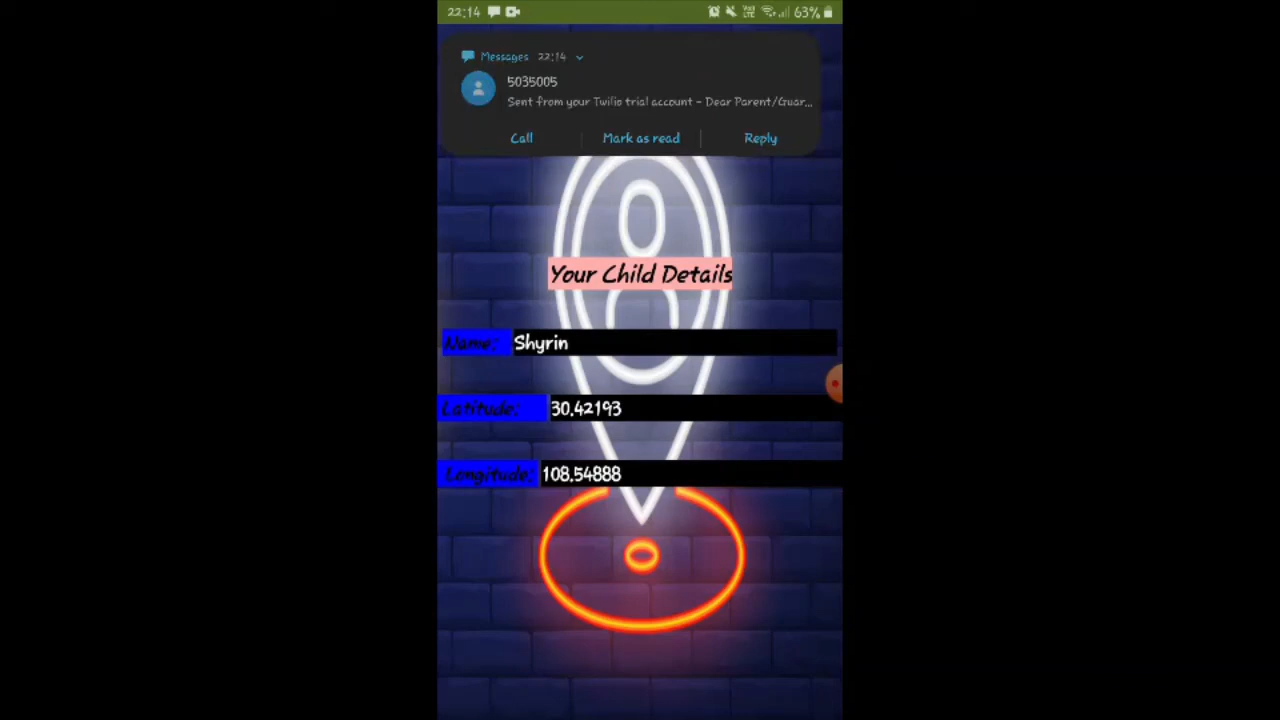 22:14 63%
Messages 22:14
5035005
Sent from your Twilio trial account - Dear Parent/Guar...
Call Mark as read Reply
Your Child Details
Name: Shyrin
Latitude: 30.42193
Longitude: 108.54888